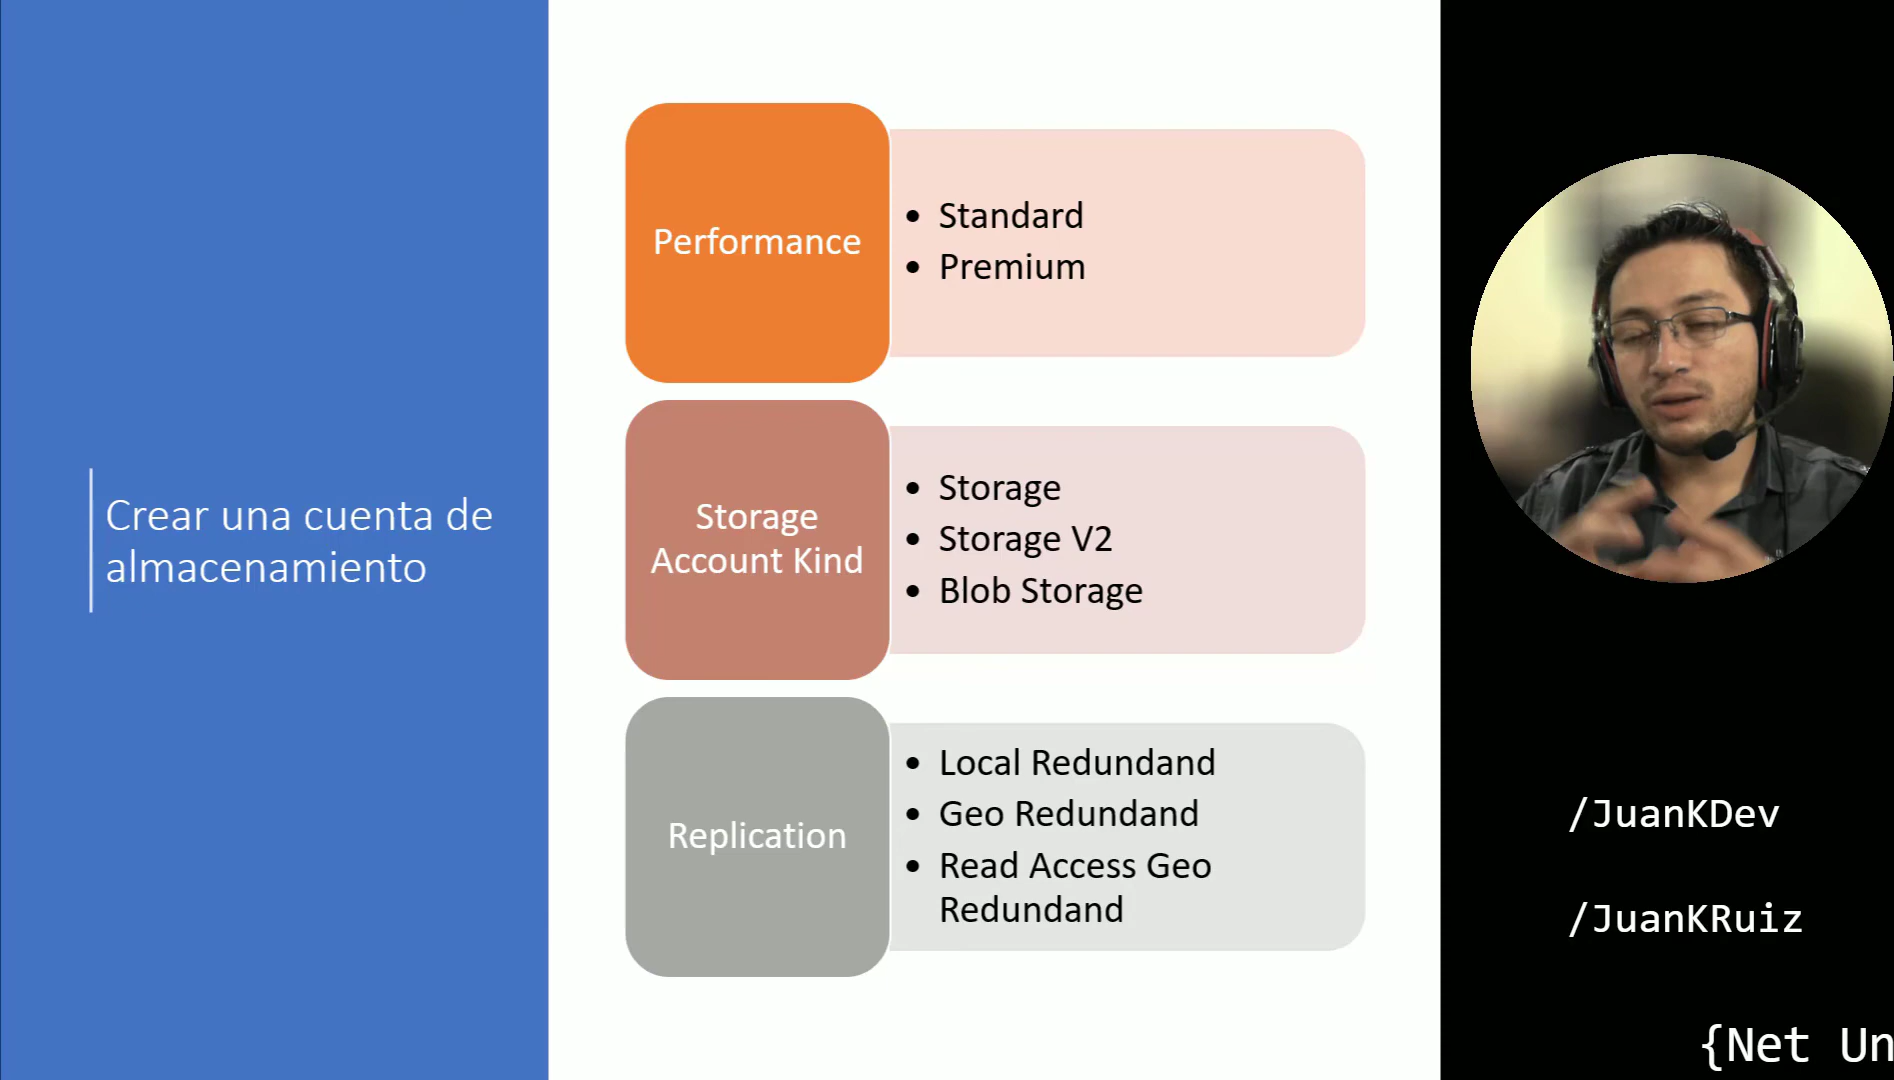 Crear una cuenta de
almacenamiento
Performance
• Standard
• Premium
Storage
Account Kind
• Storage
• Storage V2
• Blob Storage
Replication
• Local Redundand
• Geo Redundand
• Read Access Geo
Redundand
/JuanKDev
/JuanKRuiz
{Net Un